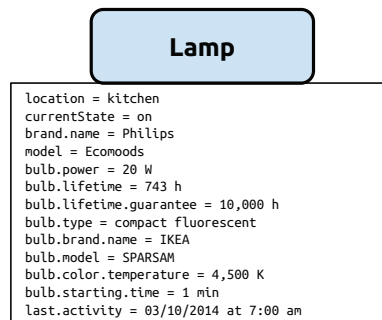 Lamp
location = kitchen
currentState = on
brand.name = Philips
model = Ecomoods
bulb.power = 20 W
bulb.lifetime = 743 h
bulb.lifetime.guarantee = 10,000 h
bulb.type = compact fluorescent
bulb.brand.name = IKEA
bulb.model = SPARSAM
bulb.color.temperature = 4,500 K
bulb.starting.time = 1 min
last.activity = 03/10/2014 at 7:00 am